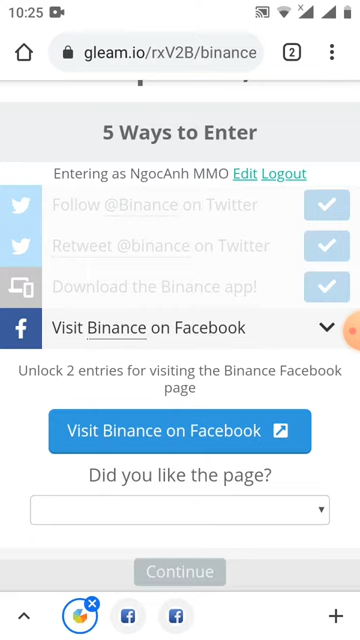 10:25
gleam.io/rxV2B/binance
2
5 Ways to Enter
Entering as NgocAnh MMO Edit Logout
Follow @Binance on Twitter
Retweet @binance on Twitter
Download the Binance app!
Visit Binance on Facebook
Unlock 2 entries for visiting the Binance Facebook
page
Visit Binance on Facebook
Did you like the page?
Continue